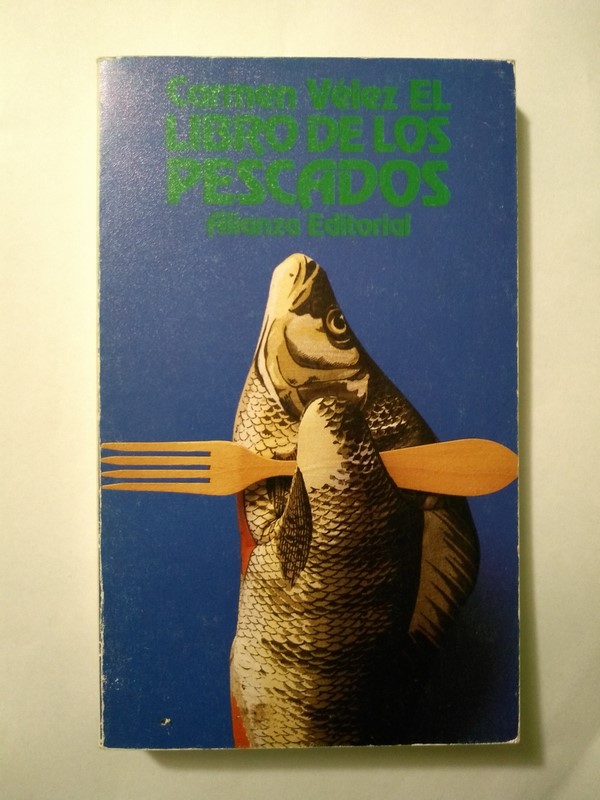 Carmen Vélez EL
LIBRO DE LOS
PESCADOS
Alianza Editorial